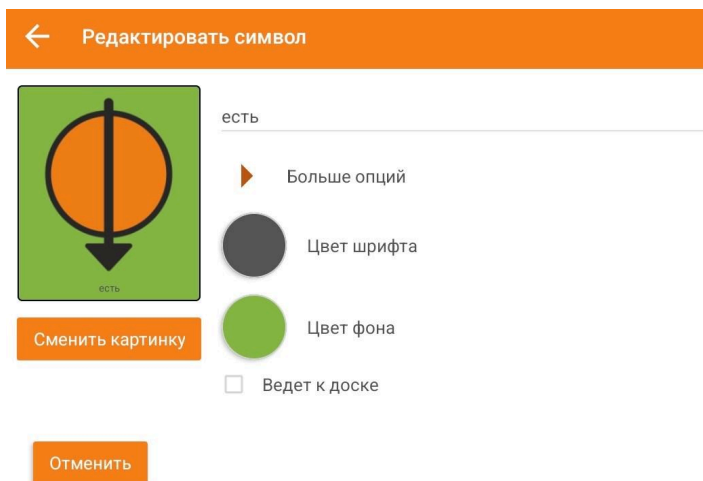 Редактировать символ
есть
Больше опций
Цвет шрифта
есть
Сменить картинку
Цвет фона
Ведет к доске
Отменить